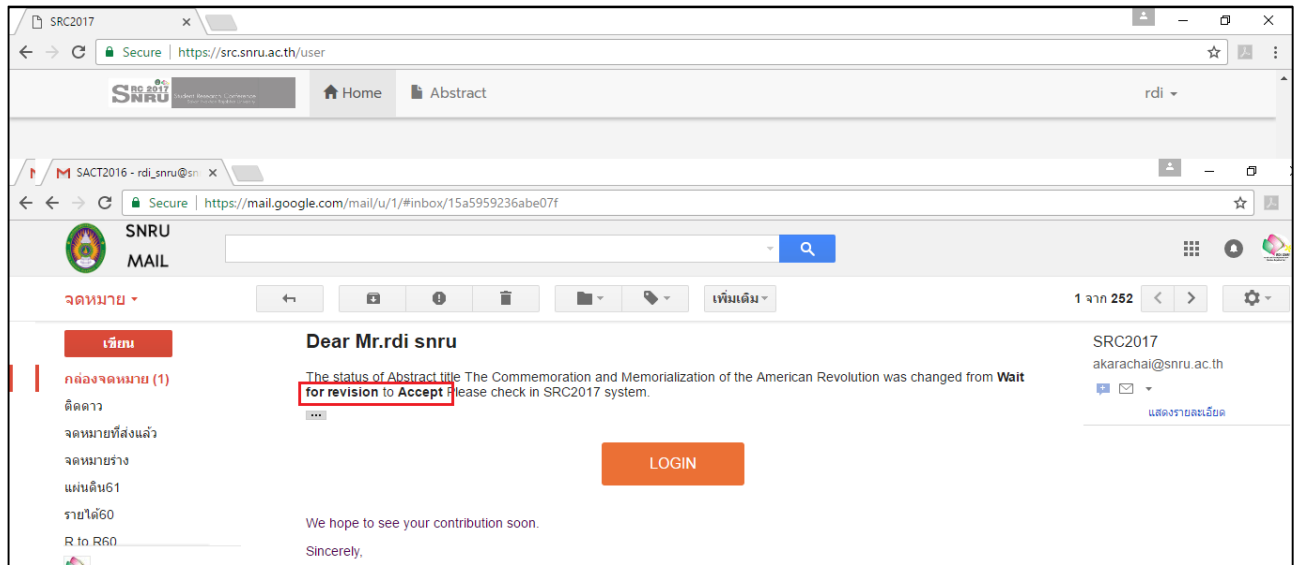 SRC2017
Secure | https://src.snru.ac.th/user
SNRU SRC 2017 Student Research Conference
Home Abstract rdi
SACT2016 - rdi_snru@sn
Secure | https://mail.google.com/mail/u/1/#inbox/15a5959236abe07f
SNRU
MAIL
จดหมาย เพิ่มเติม 1 จาก 252
เขียน
กล่องจดหมาย (1)
ติดดาว
จดหมายที่ส่งแล้ว
จดหมายร่าง
แผ่นดิน61
รายได้60
R to R60
Dear Mr.rdi snru
The status of Abstract title The Commemoration and Memorialization of the American Revolution was changed from Wait
for revision to Accept Please check in SRC2017 system.
LOGIN
We hope to see your contribution soon.
Sincerely,
SRC2017
akarachai@snru.ac.th
แสดงรายละเอียด